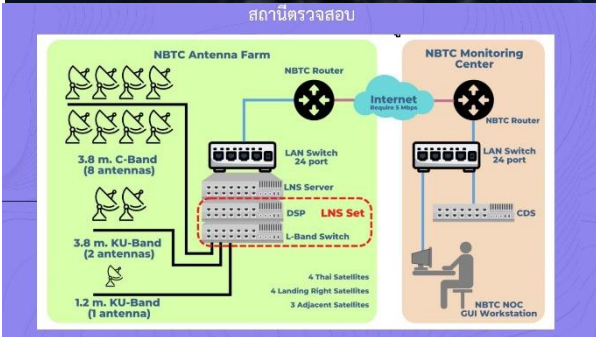 สถานีตรวจสอบ
NBTC Antenna Farm
NBTC Monitoring
Center
NBTC Router
Internet
Require 5 Mbps
NBTC Router
3.8 m. C-Band
(8 antennas)
LAN Switch
24 port
LAN Switch
24 port
LNS Server
DSP
LNS Set
CDS
L-Band Switch
3.8 m. KU-Band
(2 antennas)
4 Thai Satellites
4 Landing Right Satellites
3 Adjacent Satellites
1.2 m. KU-Band
(1 antenna)
NBTC NOC
GUI Workstation